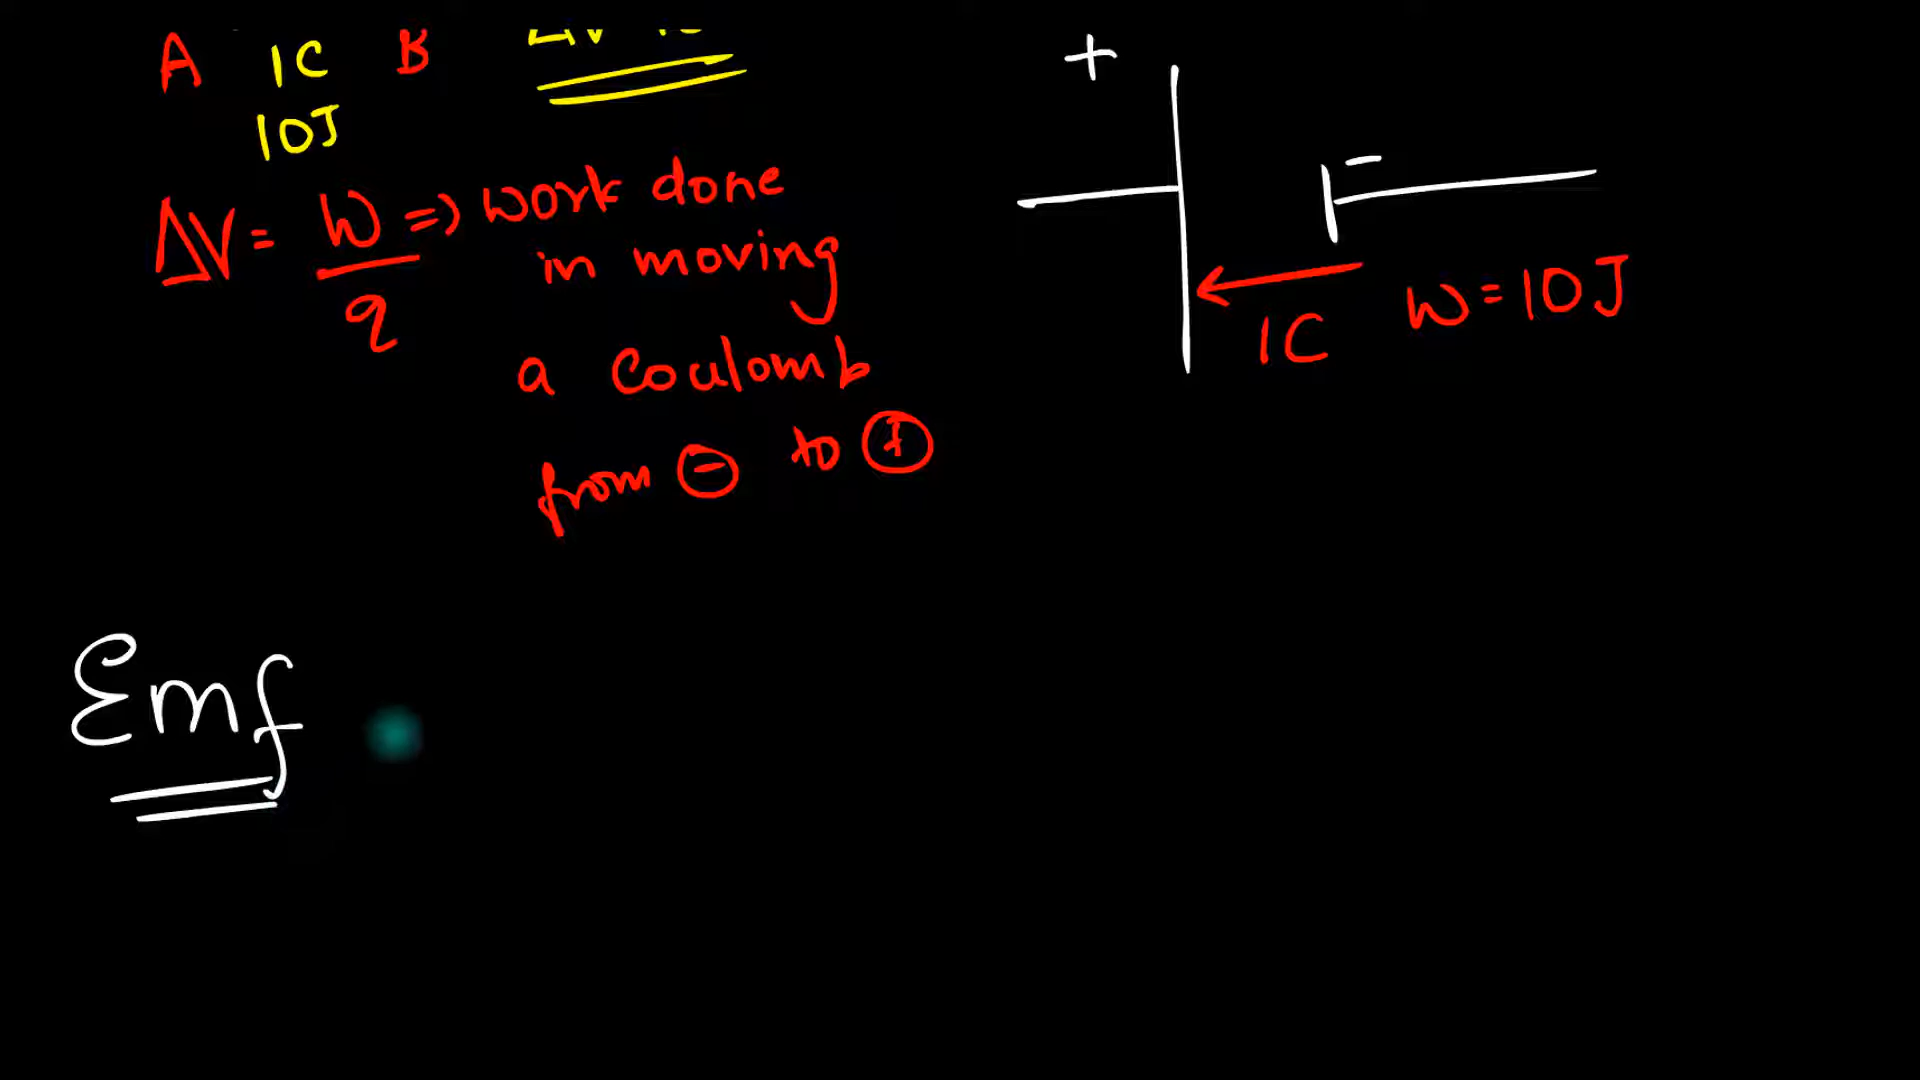 A 1C B
10J
+
-
ΔV = W/q => work done
in moving
a Coulomb
from ⊖ to ⊕
1C W = 10J
Emf